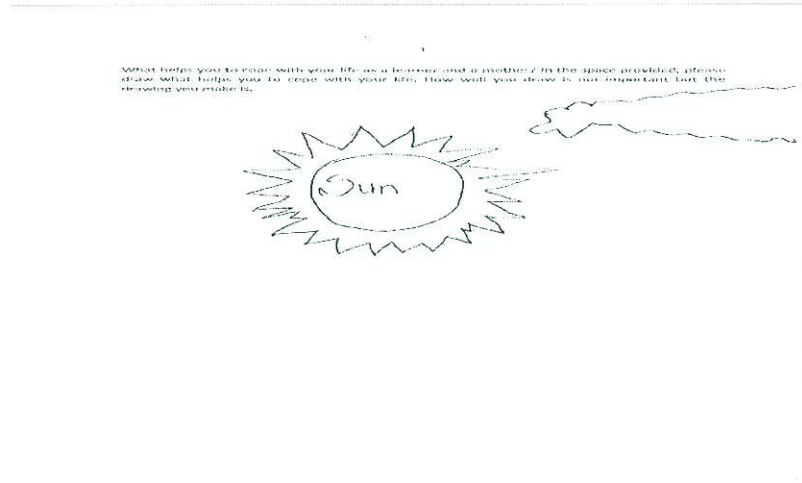 What helps you to cope with your life as a learner and a mother? In the space provided, please
draw what helps you to cope with your life. How well you draw is not important but the
drawing you make is.
Sun